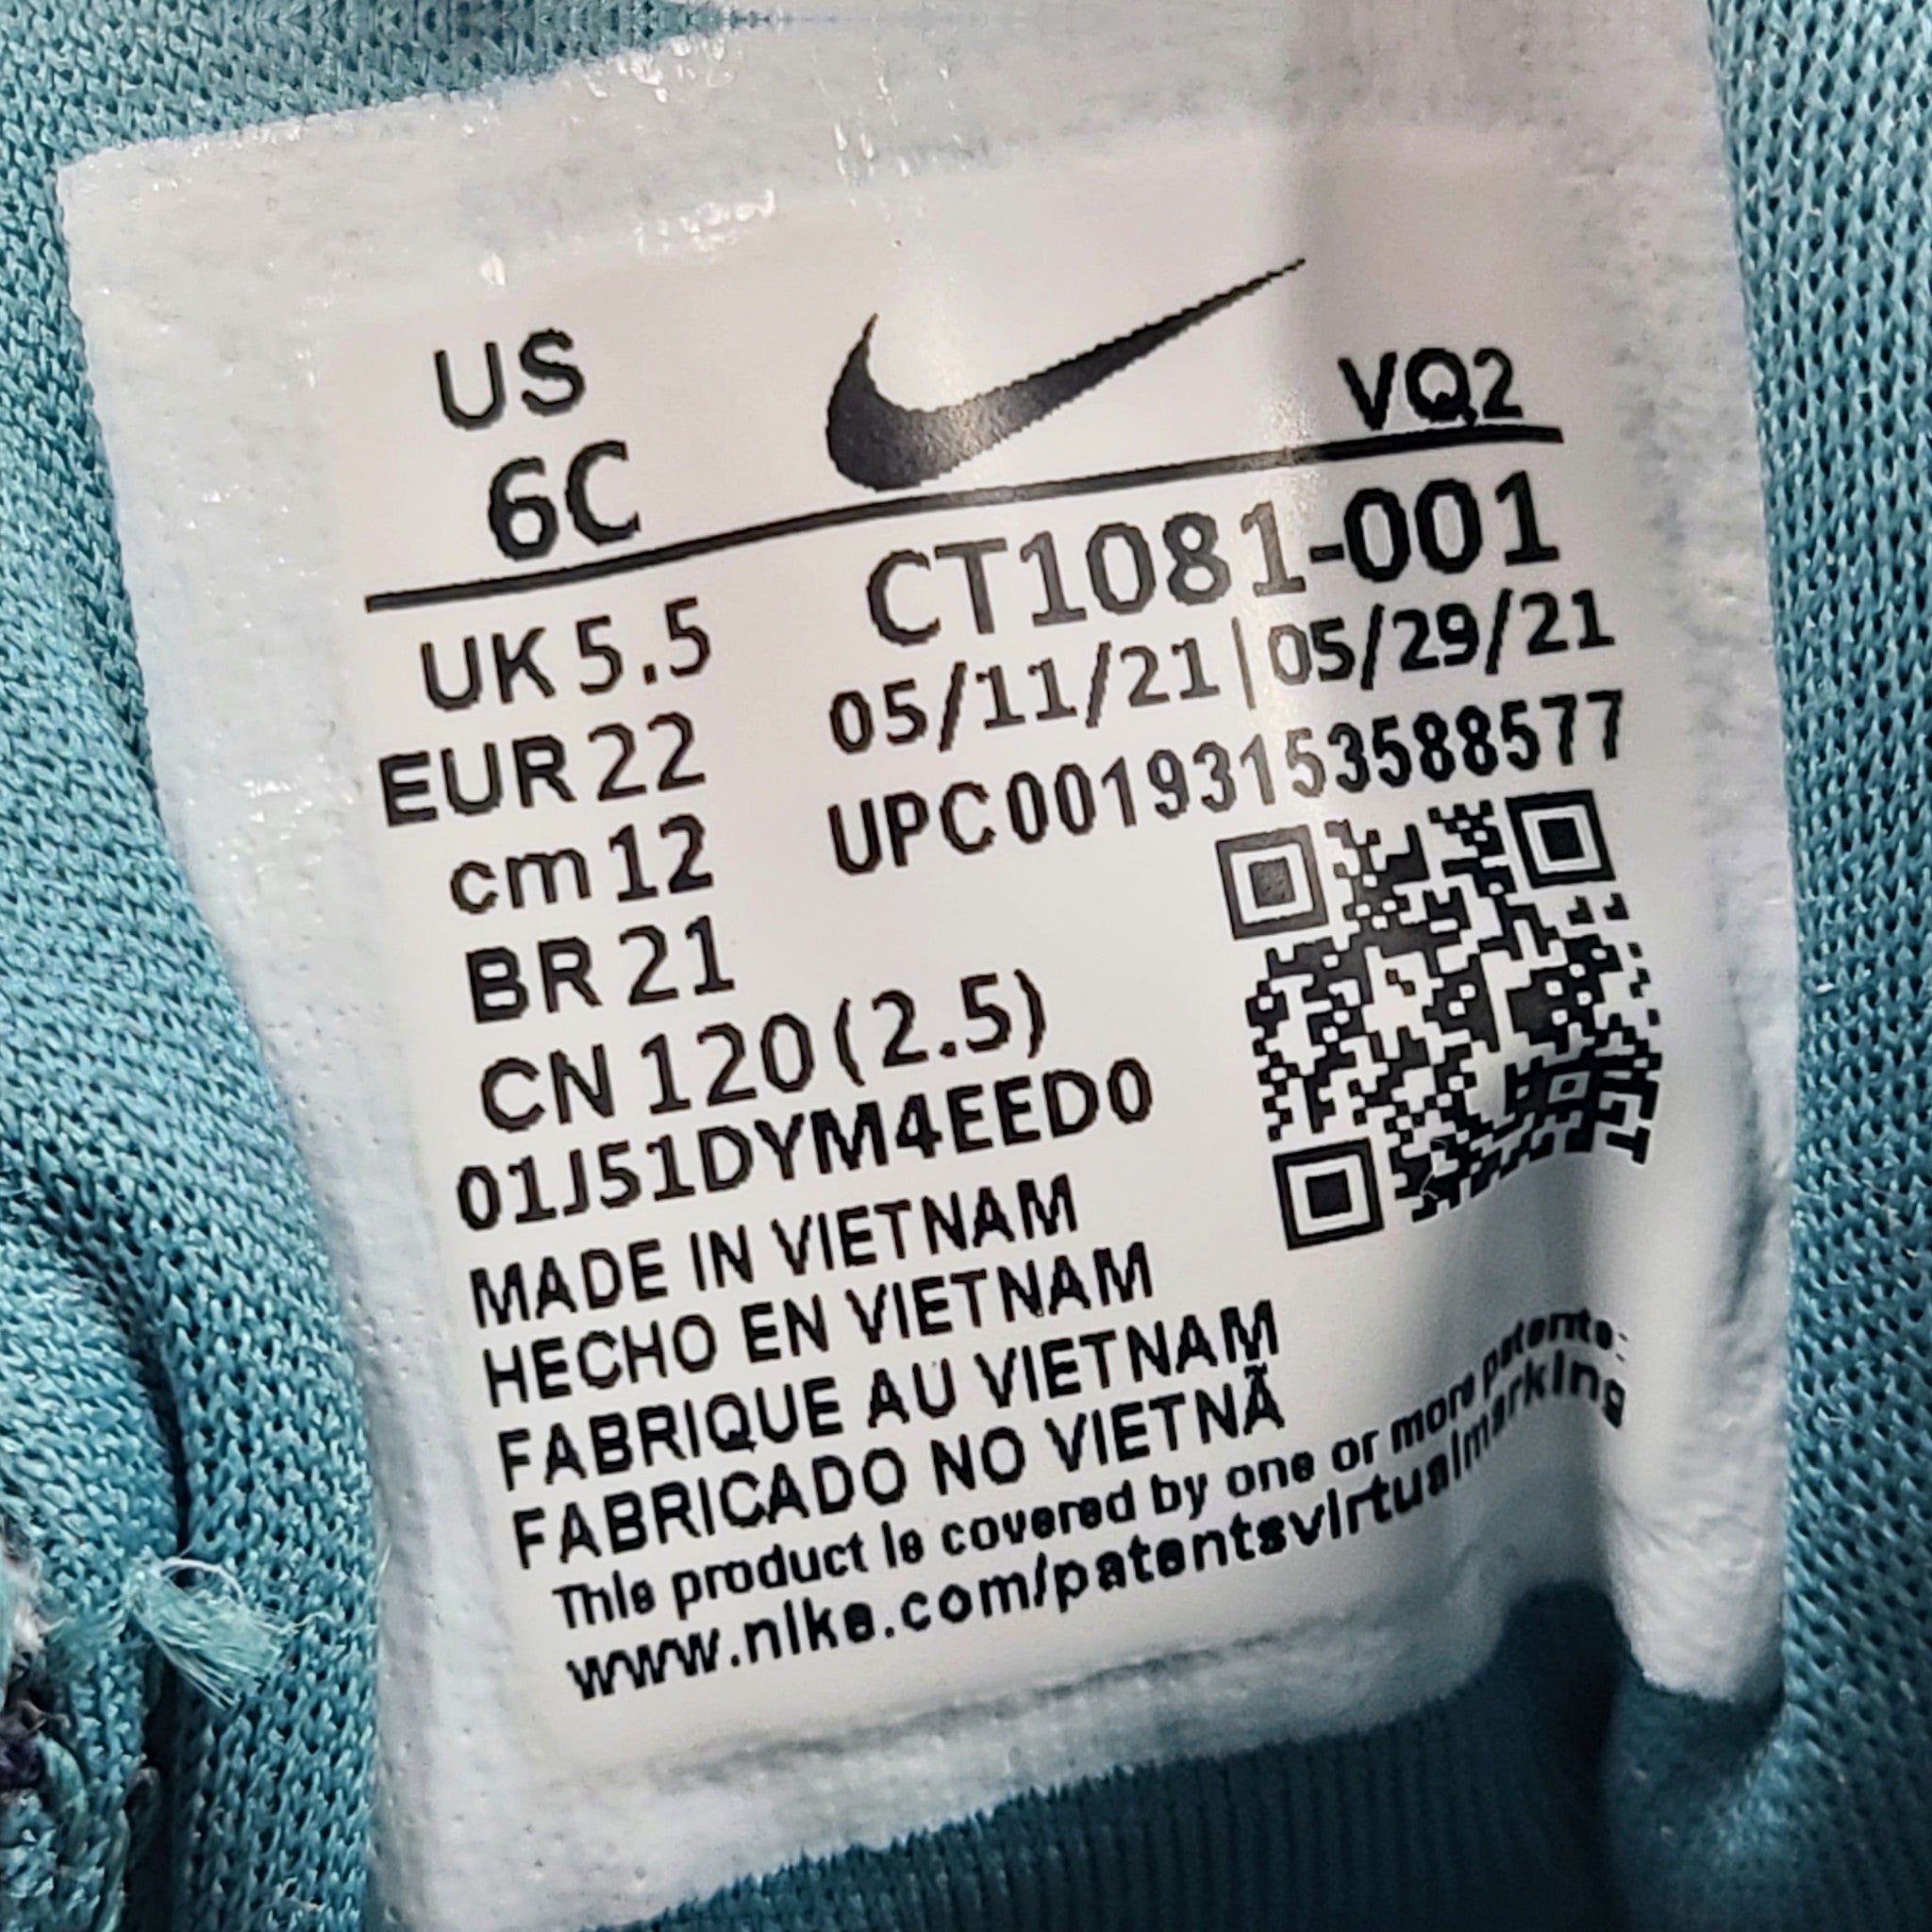 US
6C
VQ2
UK 5.5
CT1081-001
EUR 22
05/11/21|05/29/21
cm 12
UPC00193153588577
BR 21
CN 120(2.5)
01J51DYM4EED0
MADE IN VIETNAM
HECHO EN VIETNAM
FABRIQUE AU VIETNAM
FABRICADO NO VIETNÃ
This product is covered by one or more patents:
www.nike.com/patentsvirtualmarking